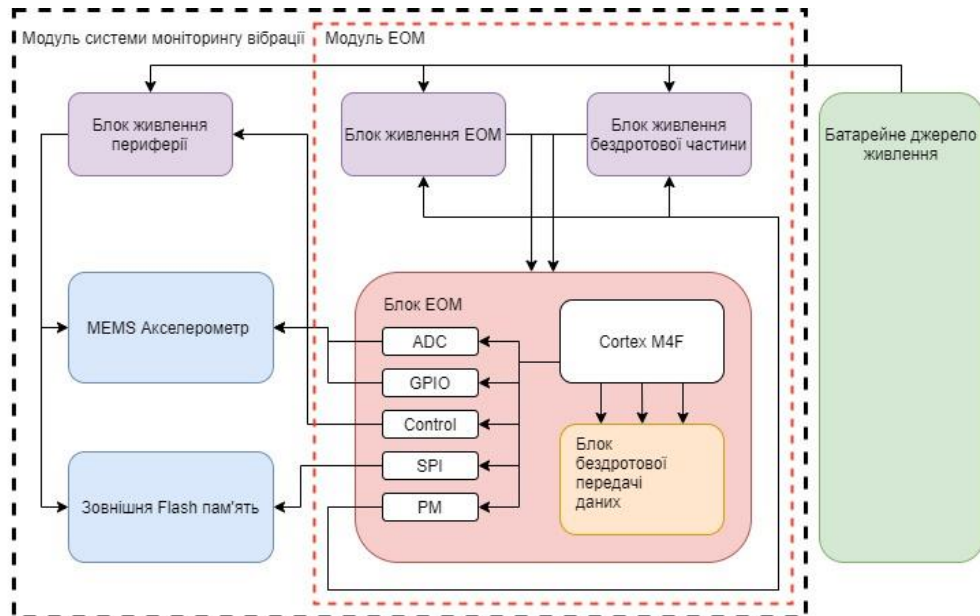 Модуль системи моніторингу вібрації
Модуль ЕОМ
Блок живлення
периферії
Блок живлення ЕОМ
Блок живлення
бездротової частини
Батарейне джерело
живлення
MEMS Акселерометр
Зовнішня Flash пам'ять
Блок ЕОМ
ADC
GPIO
Control
SPI
PM
Cortex M4F
Блок
бездротової
передачі
даних